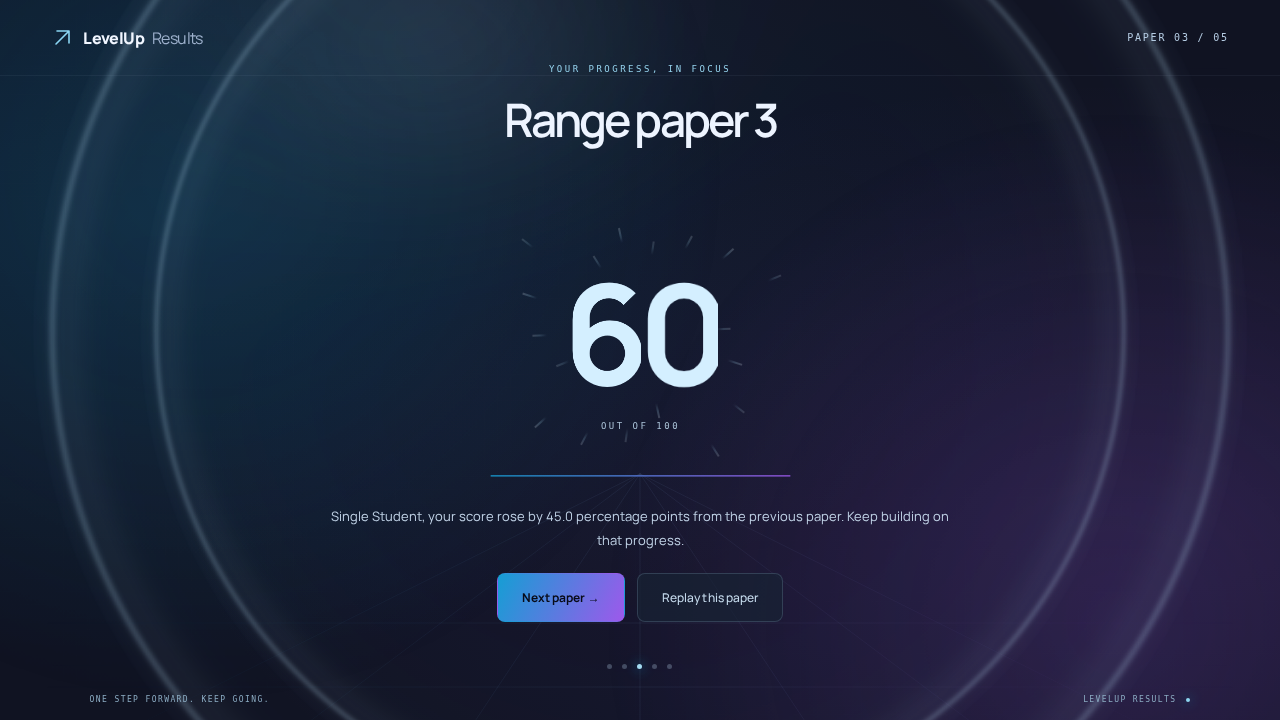 LevelUp Results
PAPER 03 / 05
YOUR PROGRESS, IN FOCUS
Range paper 3
60
OUT OF 100
Single Student, your score rose by 45.0 percentage points from the previous paper. Keep building on
that progress.
Next paper →
Replay this paper
ONE STEP FORWARD. KEEP GOING.
LEVELUP RESULTS